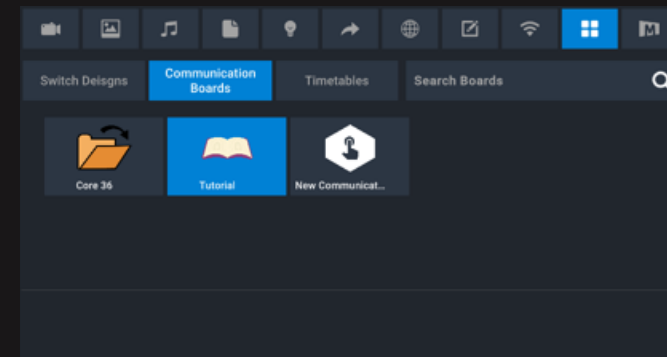 Switch Deisgns
Communication
Boards
Timetables
Search Boards
Core 36
Tutorial
New Communicat...